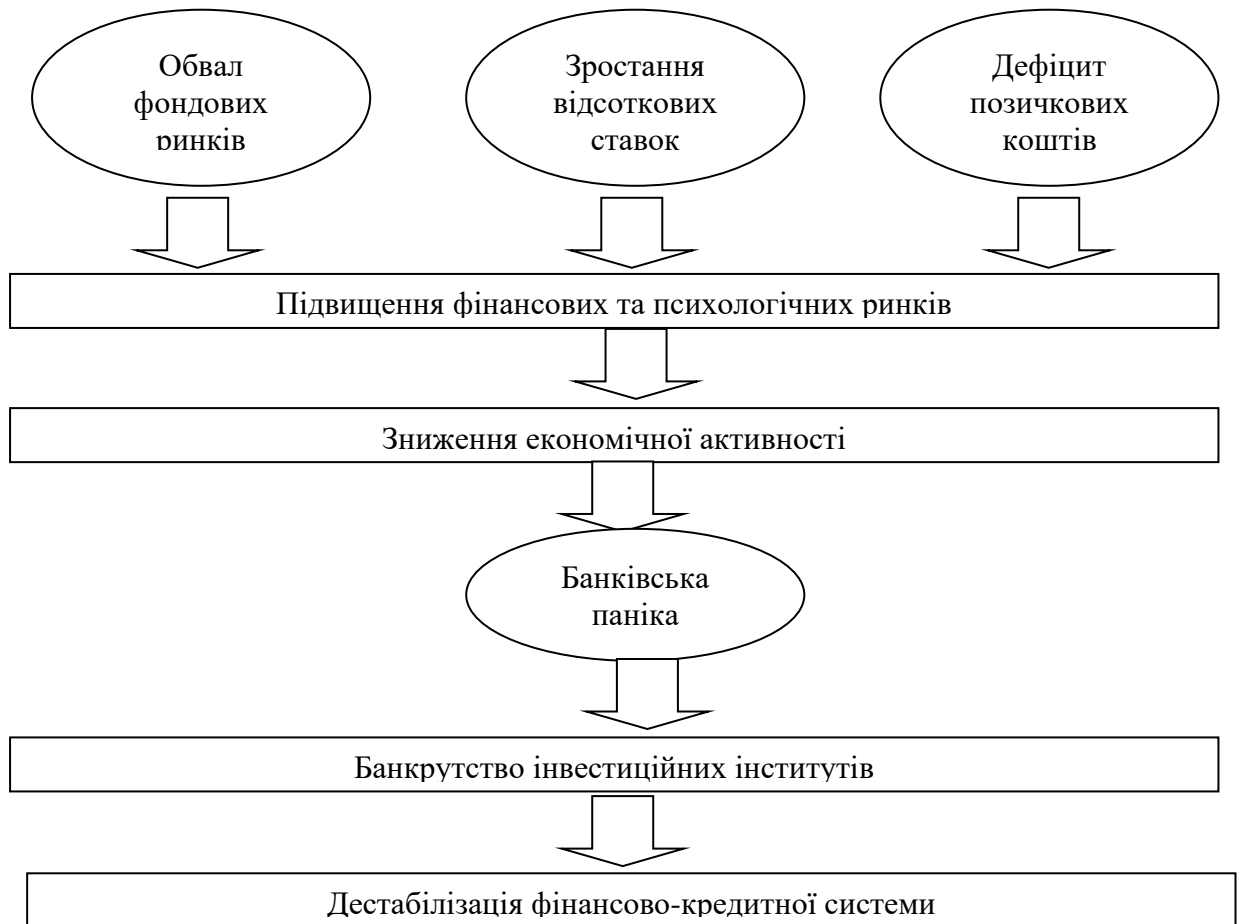 Обвал
фондових
ринків
Зростання
відсоткових
ставок
Дефіцит
позичкових
коштів
Підвищення фінансових та психологічних ринків
Зниження економічної активності
Банківська
паніка
Банкрутство інвестиційних інститутів
Дестабілізація фінансово-кредитної системи